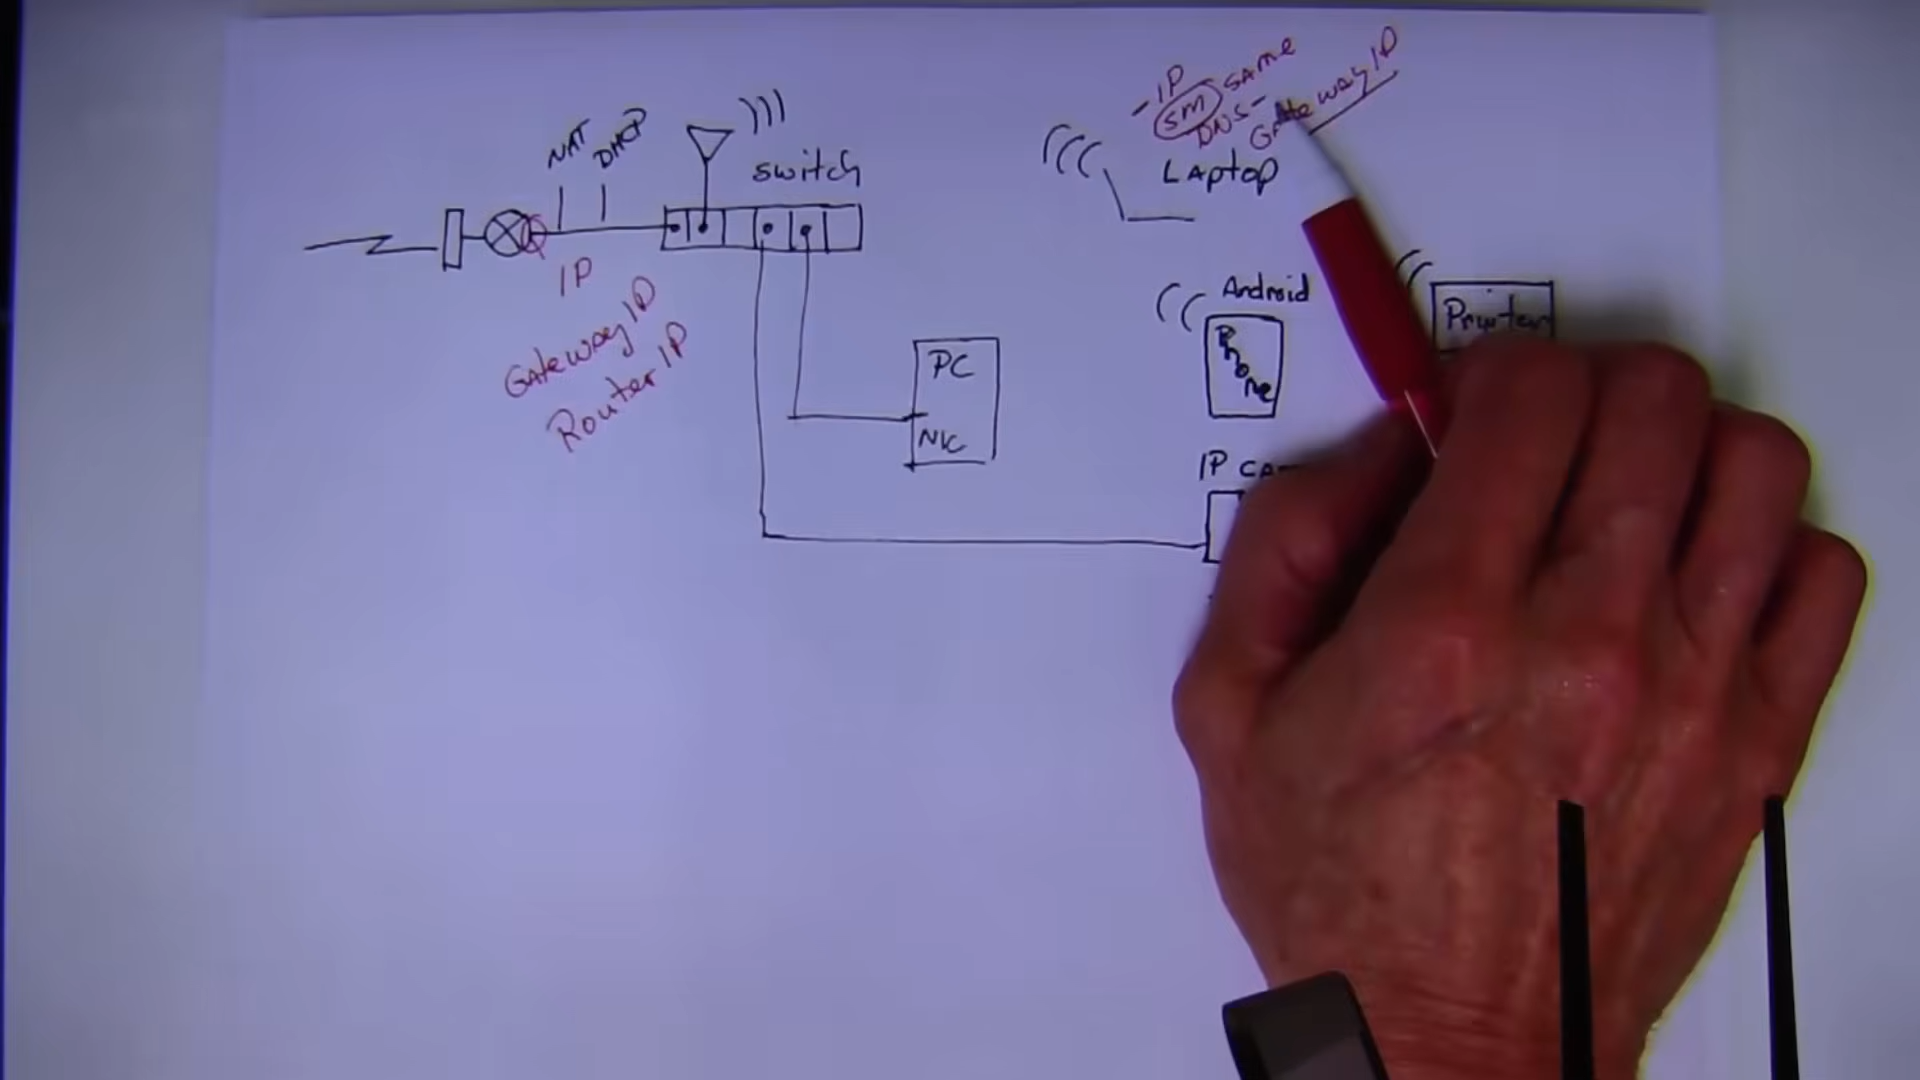 NAT
DHCP
switch
IP
Gateway IP
Router IP
PC
NIC
- IP
SM same
DNS -
Gateway IP
Laptop
Android
Phone
Printer
IP CA